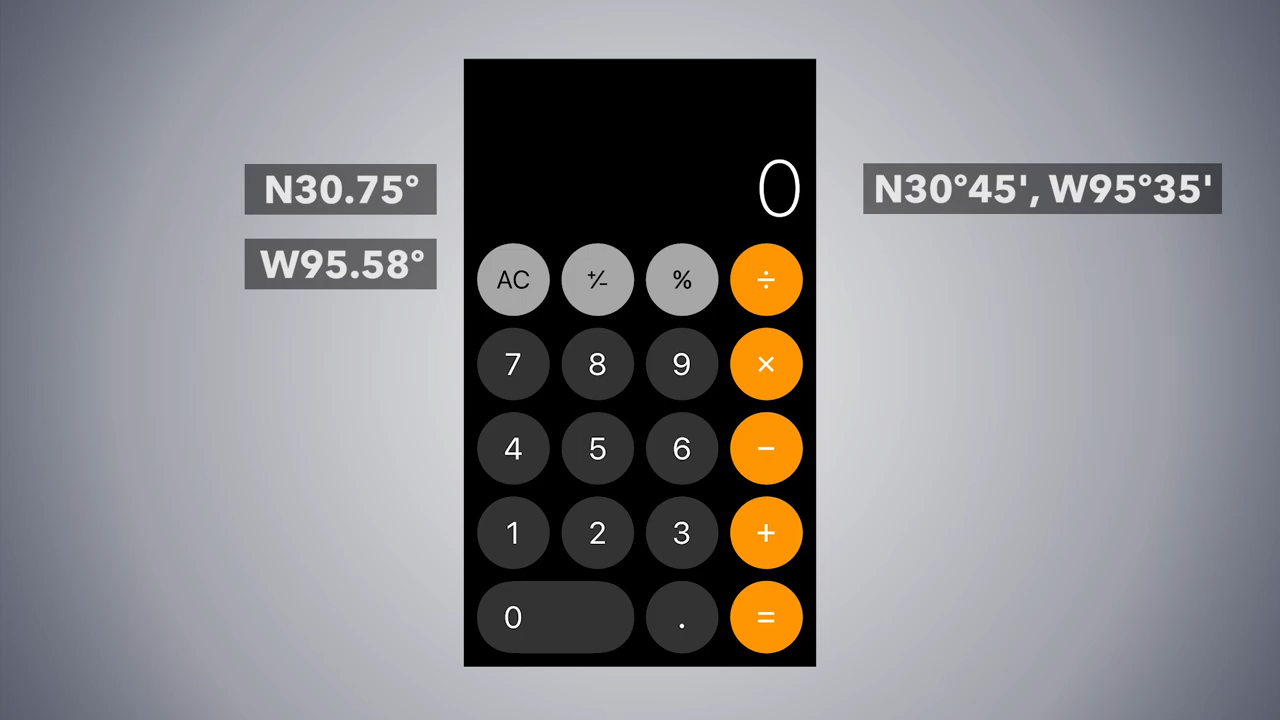 N30.75°
W95.58°
0
N30°45', W95°35'
AC +/- % ÷
7 8 9 ×
4 5 6 −
1 2 3 +
0 . =